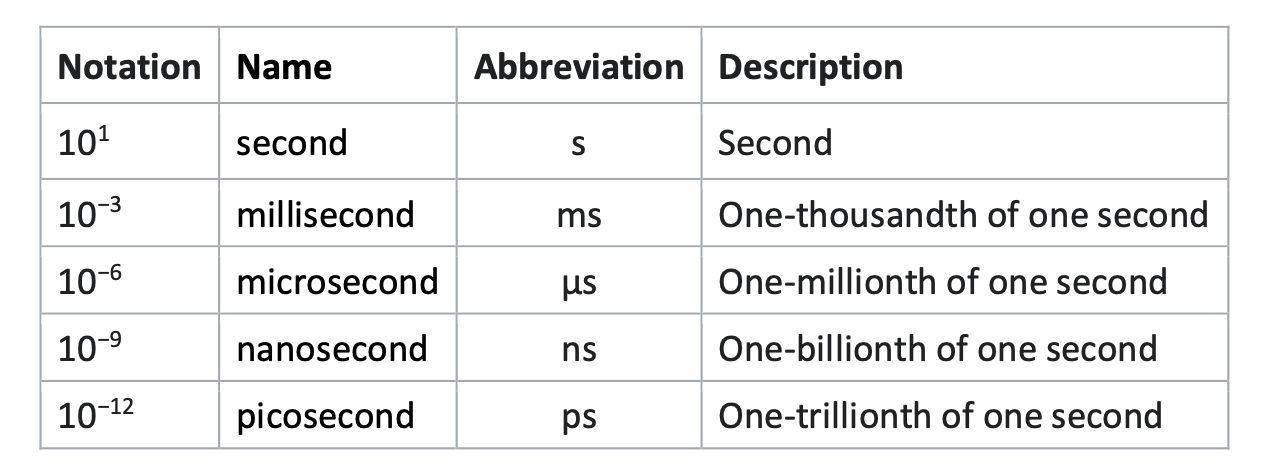 Notation Name Abbreviation Description
10¹ second s Second
10⁻³ millisecond ms One-thousandth of one second
10⁻⁶ microsecond µs One-millionth of one second
10⁻⁹ nanosecond ns One-billionth of one second
10⁻¹² picosecond ps One-trillionth of one second